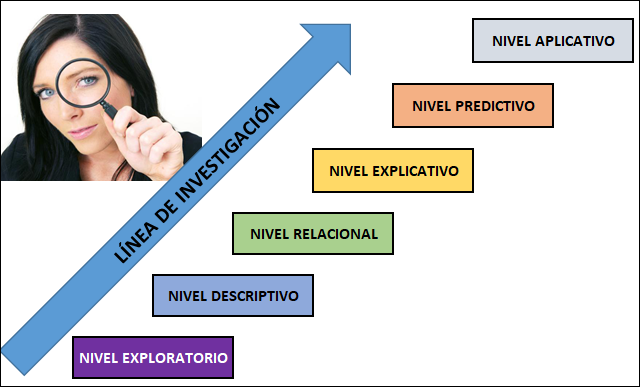 NIVEL APLICATIVO
NIVEL PREDICTIVO
LÍNEA DE INVESTIGACIÓN
NIVEL EXPLICATIVO
NIVEL RELACIONAL
NIVEL DESCRIPTIVO
NIVEL EXPLORATORIO